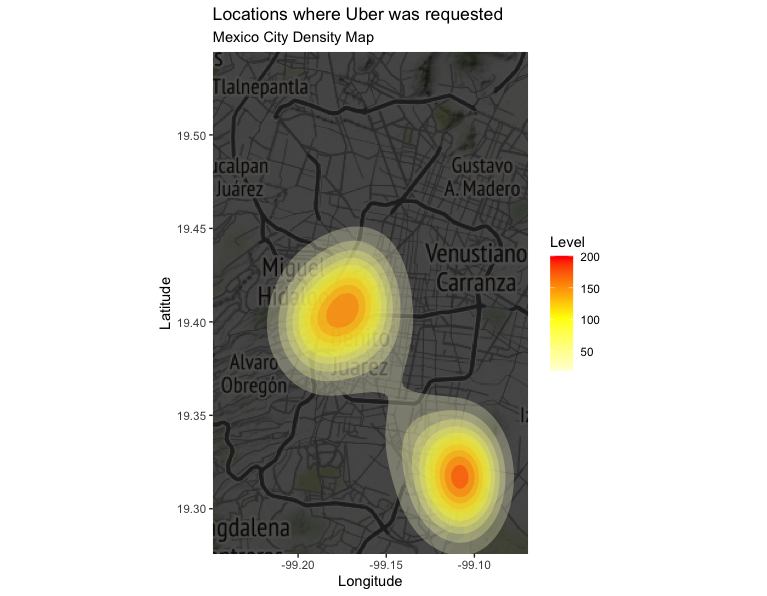 Locations where Uber was requested
Mexico City Density Map
Tlalnepantla
19.50
ucalpan
Juárez
Gustavo
A. Madero
19.45
Miguel
Hidalgo
Venustiano
Carranza
Level
200
150
100
50
Latitude
19.40
Benito
Juárez
Alvaro
Obregón
19.35
19.30
agdalena
ontreras
-99.20
-99.15
-99.10
Longitude